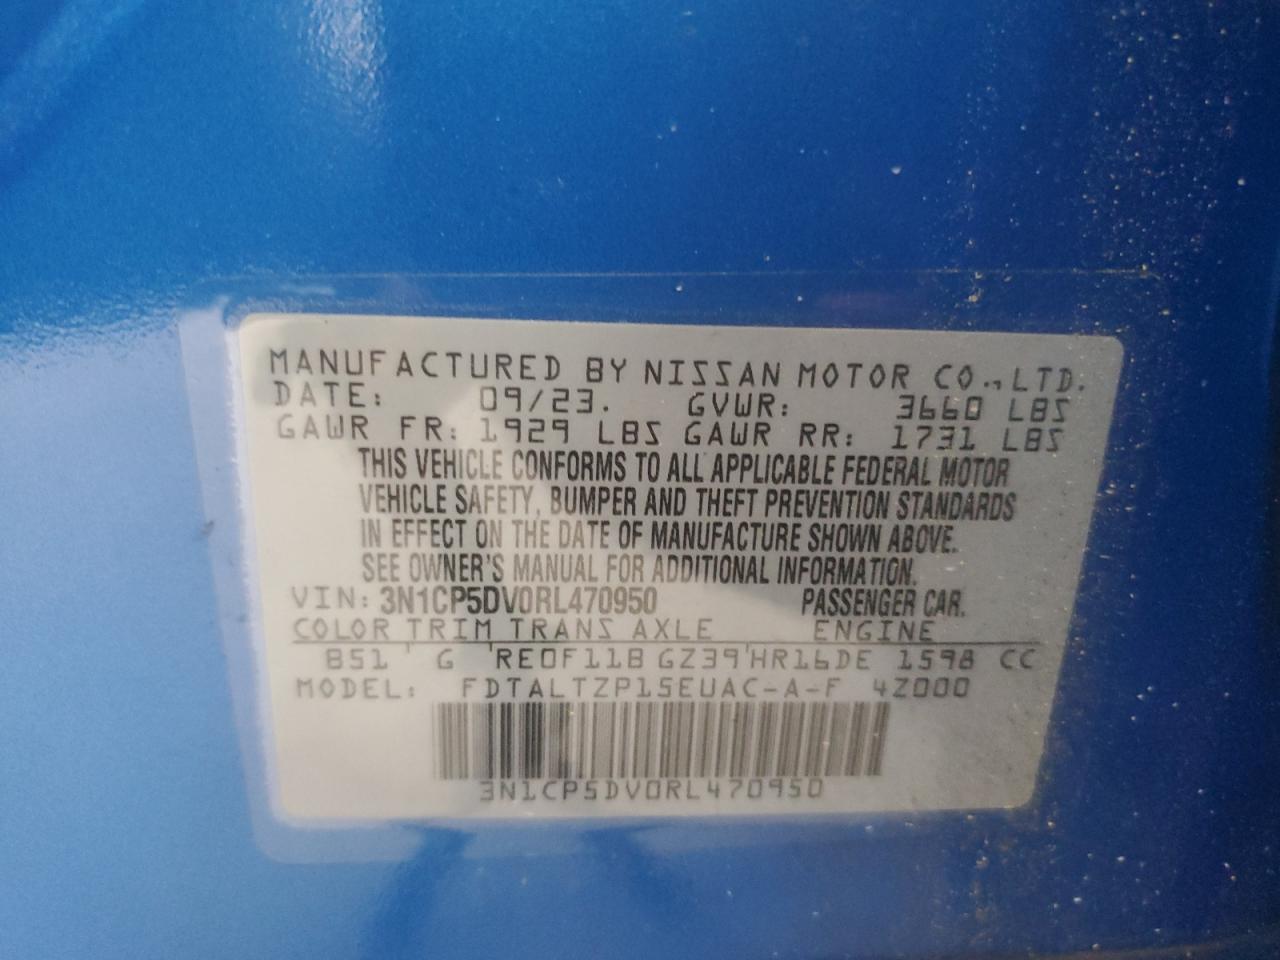 MANUFACTURED BY NISSAN MOTOR CO., LTD.
DATE: 09/23. GVWR: 3660 LBS
GAWR FR: 1929 LBS GAWR RR: 1731 LBS
THIS VEHICLE CONFORMS TO ALL APPLICABLE FEDERAL MOTOR
VEHICLE SAFETY, BUMPER AND THEFT PREVENTION STANDARDS
IN EFFECT ON THE DATE OF MANUFACTURE SHOWN ABOVE.
SEE OWNER'S MANUAL FOR ADDITIONAL INFORMATION.
VIN: 3N1CP5DV0RL470950 PASSENGER CAR.
COLOR TRIM TRANS AXLE ENGINE
B51 ' G 'RE0F11B GZ39'HR16DE 1598 CC
MODEL: FDTALTZP15EUAC-A-F 4Z000
3N1CP5DV0RL470950